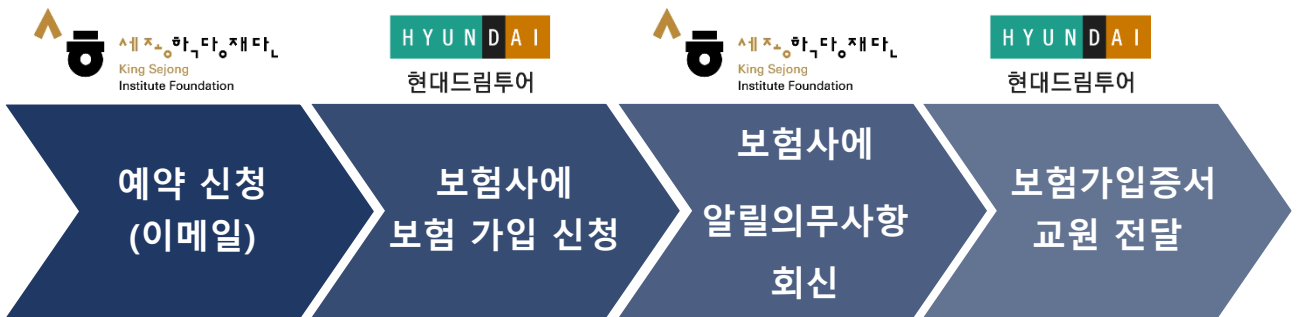 세종학당재단
King Sejong
Institute Foundation
HYUNDAI
현대드림투어
세종학당재단
King Sejong
Institute Foundation
HYUNDAI
현대드림투어
예약 신청
(이메일)
보험사에
보험 가입 신청
보험사에
알릴의무사항
회신
보험가입증서
교원 전달